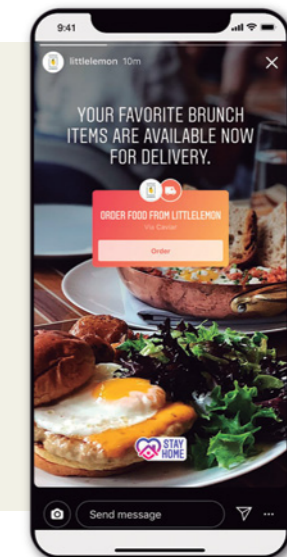 9:41
littlelemon 10m
YOUR FAVORITE BRUNCH
ITEMS ARE AVAILABLE NOW
FOR DELIVERY.
ORDER FOOD FROM LITTLELEMON
Via Caviar
Order
STAY
HOME
Send message